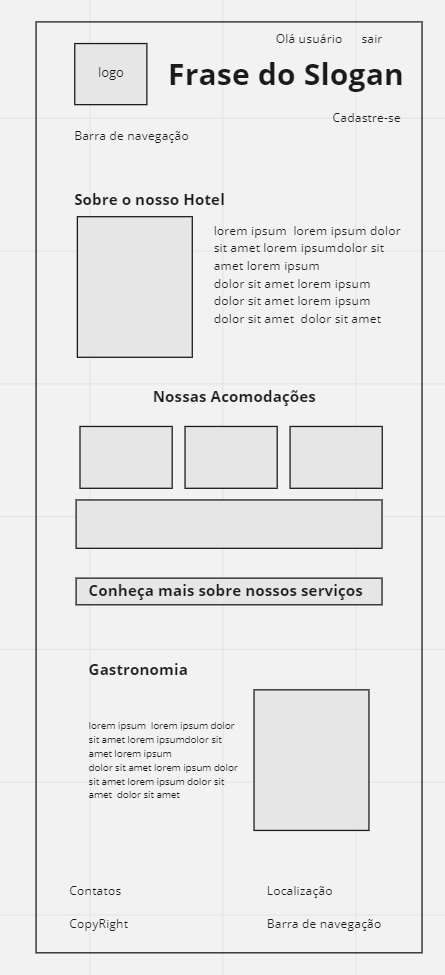 Olá usuário sair
logo
Frase do Slogan
Cadastre-se
Barra de navegação
Sobre o nosso Hotel
lorem ipsum lorem ipsum dolor
sit amet lorem ipsumdolor sit
amet lorem ipsum
dolor sit amet lorem ipsum
dolor sit amet lorem ipsum
dolor sit amet dolor sit amet
Nossas Acomodações
Conheça mais sobre nossos serviços
Gastronomia
lorem ipsum lorem ipsum dolor
sit amet lorem ipsumdolor sit
amet lorem ipsum
dolor sit amet lorem ipsum dolor
sit amet lorem ipsum dolor sit
amet dolor sit amet
Contatos
Localização
CopyRight
Barra de navegação